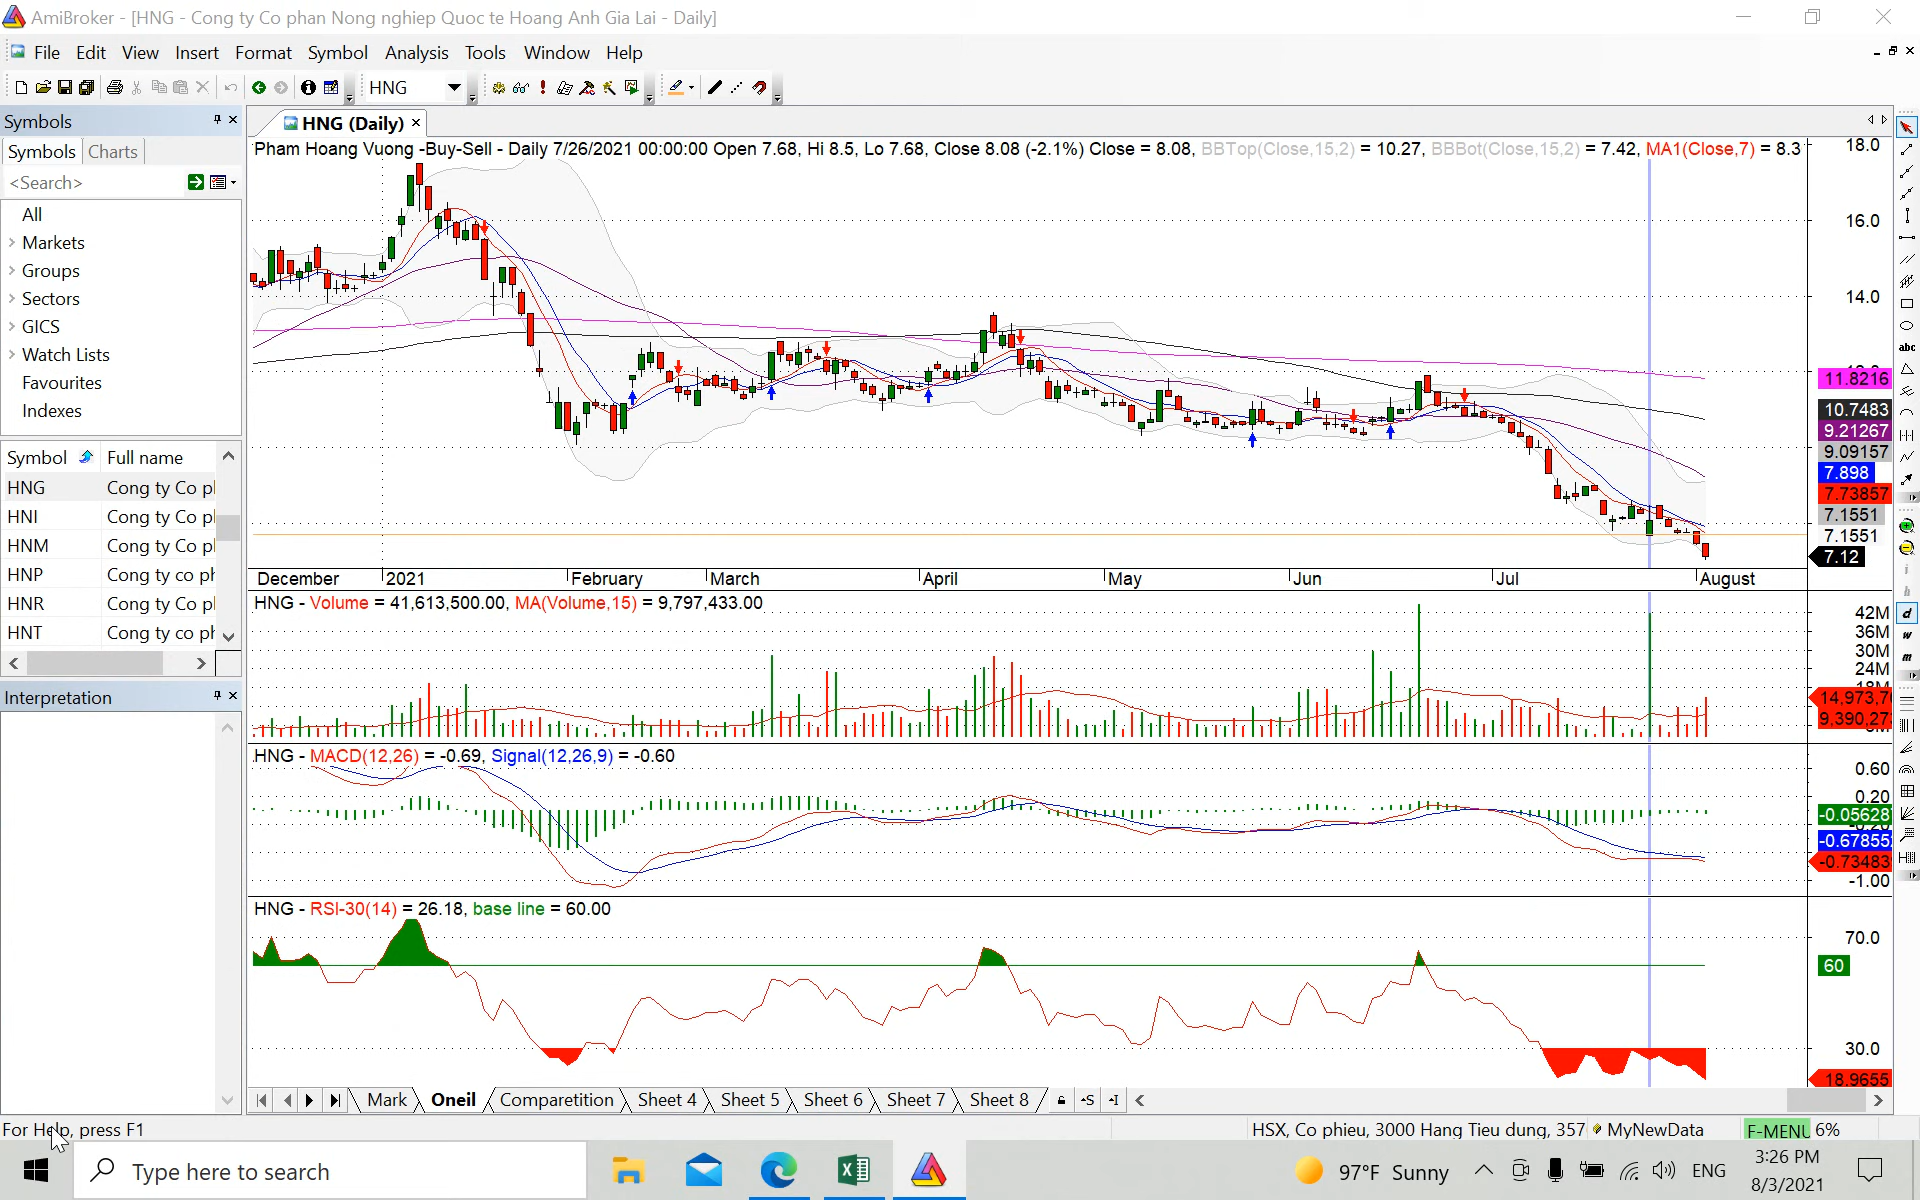 AmiBroker - [HNG - Cong ty Co phan Nong nghiep Quoc te Hoang Anh Gia Lai - Daily]
File Edit View Insert Format Symbol Analysis Tools Window Help
HNG
Symbols
HNG (Daily)
Symbols Charts
Pham Hoang Vuong -Buy-Sell - Daily 7/26/2021 00:00:00 Open 7.68, Hi 8.5, Lo 7.68, Close 8.08 (-2.1%) Close = 8.08, BBTop(Close,15,2) = 10.27, BBBot(Close,15,2) = 7.42, MA1(Close,7) = 8.3
<Search>
All
Markets
Groups
Sectors
GICS
Watch Lists
Favourites
Indexes
Symbol Full name
HNG Cong ty Co pl
HNI Cong ty Co pl
HNM Cong ty Co pl
HNP Cong ty co ph
HNR Cong ty Co pl
HNT Cong ty co ph
Interpretation
18.0
16.0
14.0
11.8216
10.7483
9.21267
9.09157
7.898
7.73857
7.1551
7.1551
7.12
abc
December 2021 February March April May Jun Jul August
HNG - Volume = 41,613,500.00, MA(Volume,15) = 9,797,433.00
42M
36M
30M
24M
14,973,7
9,390,27
d
w
m
HNG - MACD(12,26) = -0.69, Signal(12,26,9) = -0.60
0.60
0.20
-0.05628
-0.67855
-0.73483
-1.00
HNG - RSI-30(14) = 26.18, base line = 60.00
70.0
60
30.0
18.9655
Mark Oneil Comparetition Sheet 4 Sheet 5 Sheet 6 Sheet 7 Sheet 8
For Help, press F1
HSX, Co phieu, 3000 Hang Tieu dung, 357 MyNewData F-MENU 6%
Type here to search
97°F Sunny
ENG
3:26 PM
8/3/2021